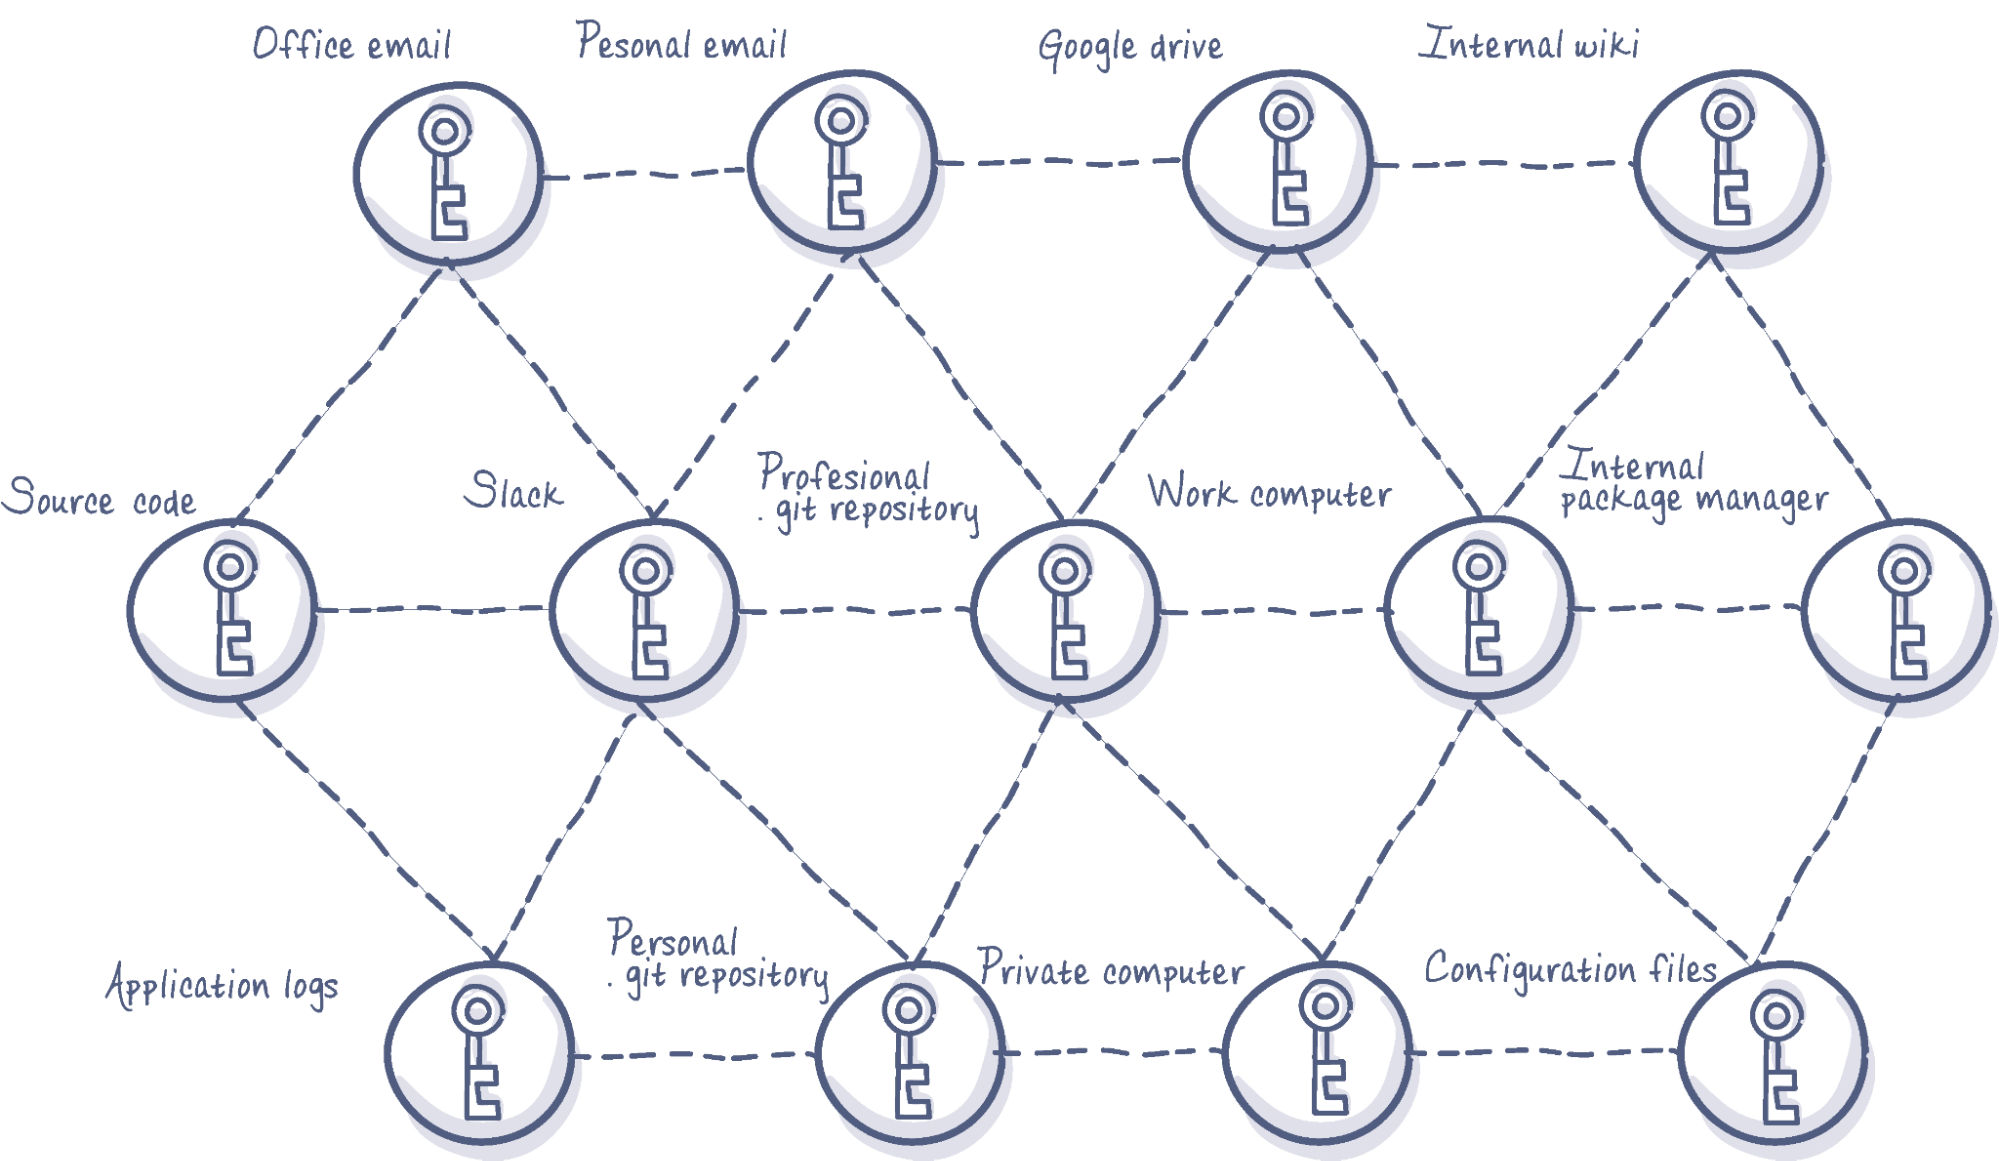 Office email
Pesonal email
Google drive
Internal wiki
Source code
Slack
Profesional
.git repository
Work computer
Internal
package manager
Application logs
Personal
.git repository
Private computer
Configuration files